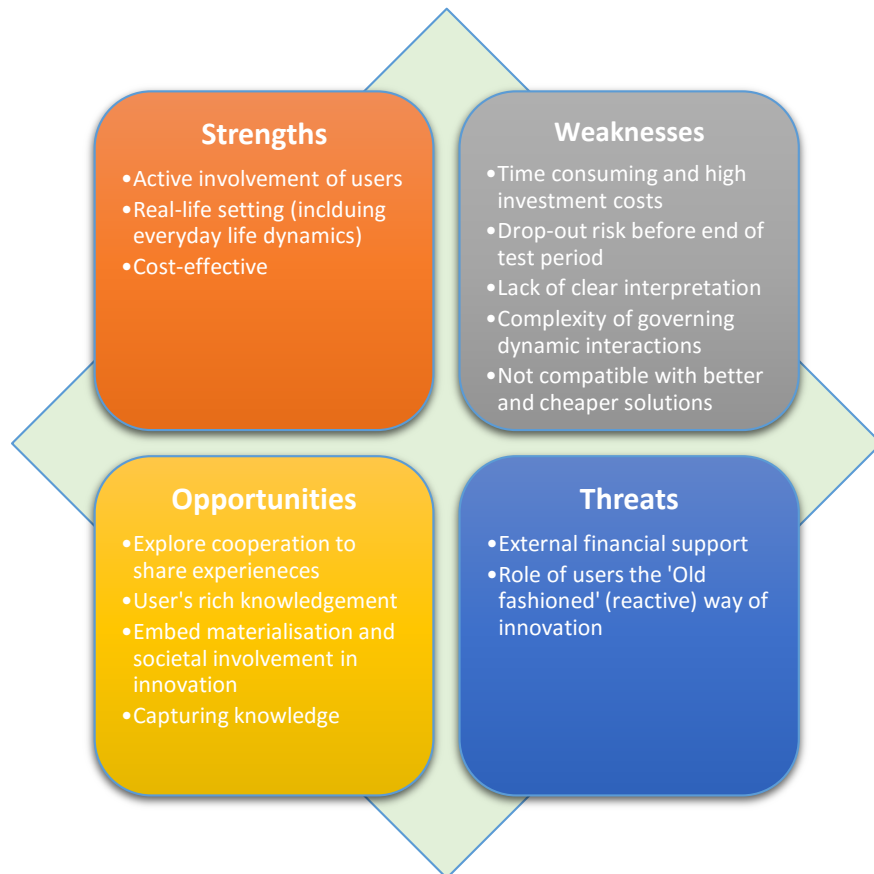 Strengths
•Active involvement of users
•Real-life setting (inclduing
everyday life dynamics)
•Cost-effective
Weaknesses
•Time consuming and high
investment costs
•Drop-out risk before end of
test period
•Lack of clear interpretation
•Complexity of governing
dynamic interactions
•Not compatible with better
and cheaper solutions
Opportunities
•Explore cooperation to
share experieneces
•User's rich knowledgement
•Embed materialisation and
societal involvement in
innovation
•Capturing knowledge
Threats
•External financial support
•Role of users the 'Old
fashioned' (reactive) way of
innovation